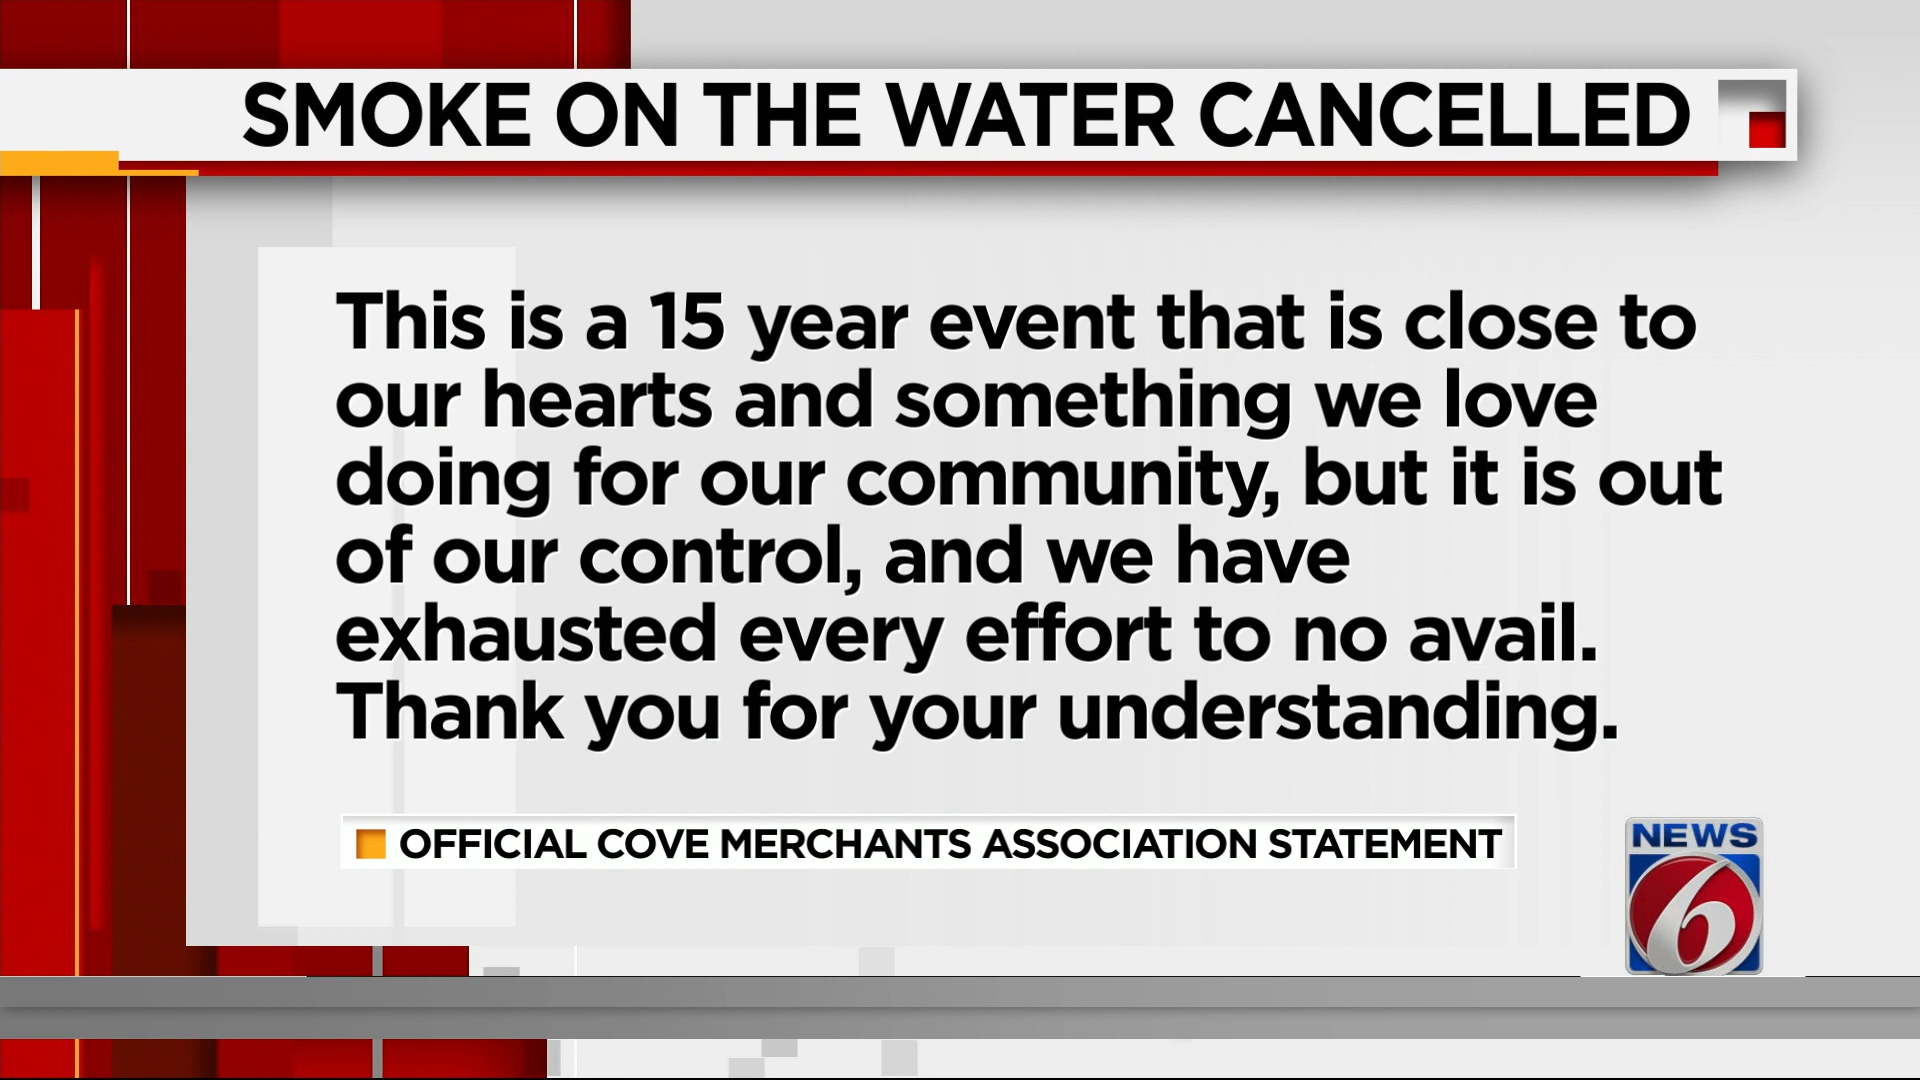 SMOKE ON THE WATER CANCELLED
This is a 15 year event that is close to
our hearts and something we love
doing for our community, but it is out
of our control, and we have
exhausted every effort to no avail.
Thank you for your understanding.
OFFICIAL COVE MERCHANTS ASSOCIATION STATEMENT
NEWS
6